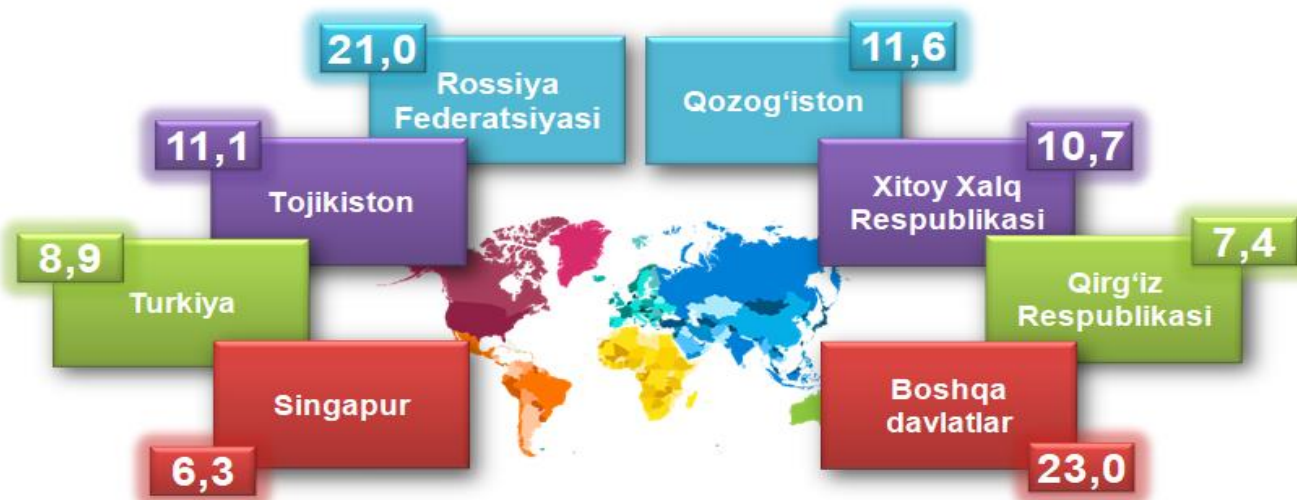 21,0
Rossiya
Federatsiyasi
11,6
Qozog‘iston
11,1
Tojikiston
10,7
Xitoy Xalq
Respublikasi
8,9
Turkiya
7,4
Qirg‘iz
Respublikasi
Singapur
6,3
Boshqa
davlatlar
23,0